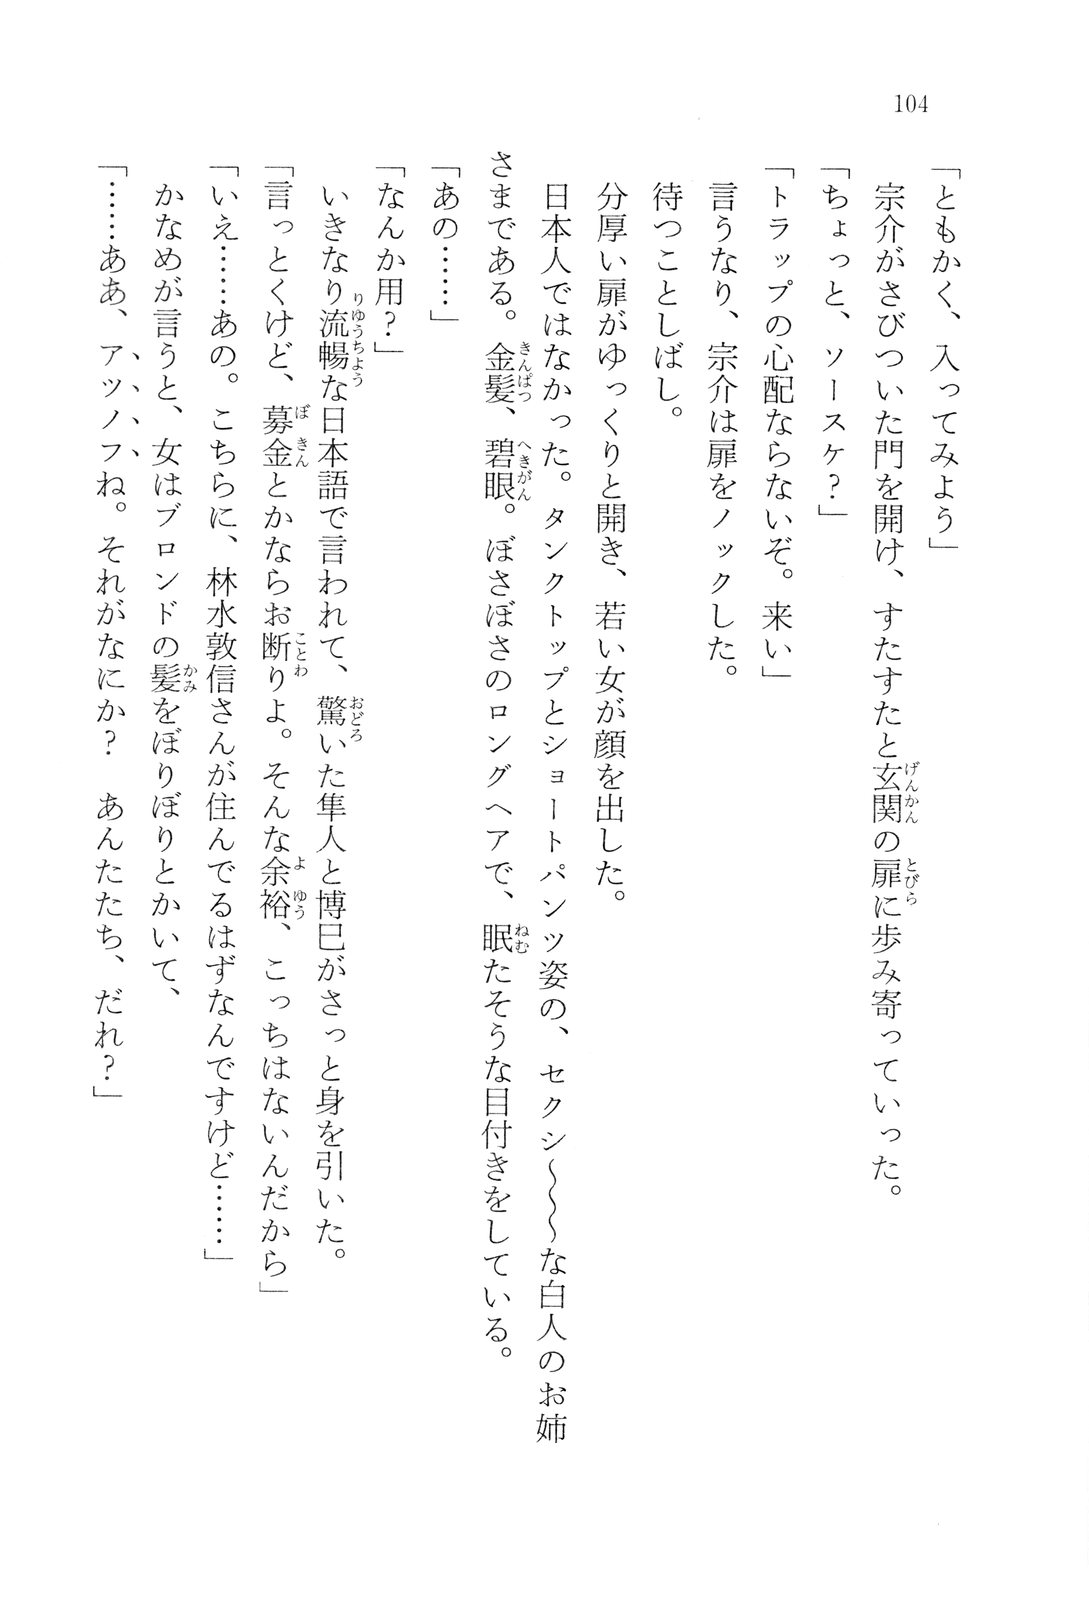 104
「ともかく、入ってみよう」
　宗介がさびついた門を開け、すたすたと玄関の扉に歩み寄っていった。
「ちょっと、ソースケ？」
「トラップの心配ならないぞ。来い」
　言うなり、宗介は扉をノックした。
　待つことしばし。
　分厚い扉がゆっくりと開き、若い女が顔を出した。
　日本人ではなかった。タンクトップとショートパンツ姿の、セクシ〜〜〜な白人のお姉
さまである。金髪、碧眼。ぼさぼさのロングヘアで、眠たそうな目付きをしている。
「あの……」
「なんか用？」
　いきなり流暢な日本語で言われて、驚いた隼人と博巳がさっと身を引いた。
「言っとくけど、募金とかならお断りよ。そんな余裕、こっちはないんだから」
「いえ……あの。こちらに、林水敦信さんが住んでるはずなんですけど……」
　かなめが言うと、女はブロンドの髪をぼりぼりとかいて、
「……ああ、アツノフね。それがなにか？　あんたたち、だれ？」